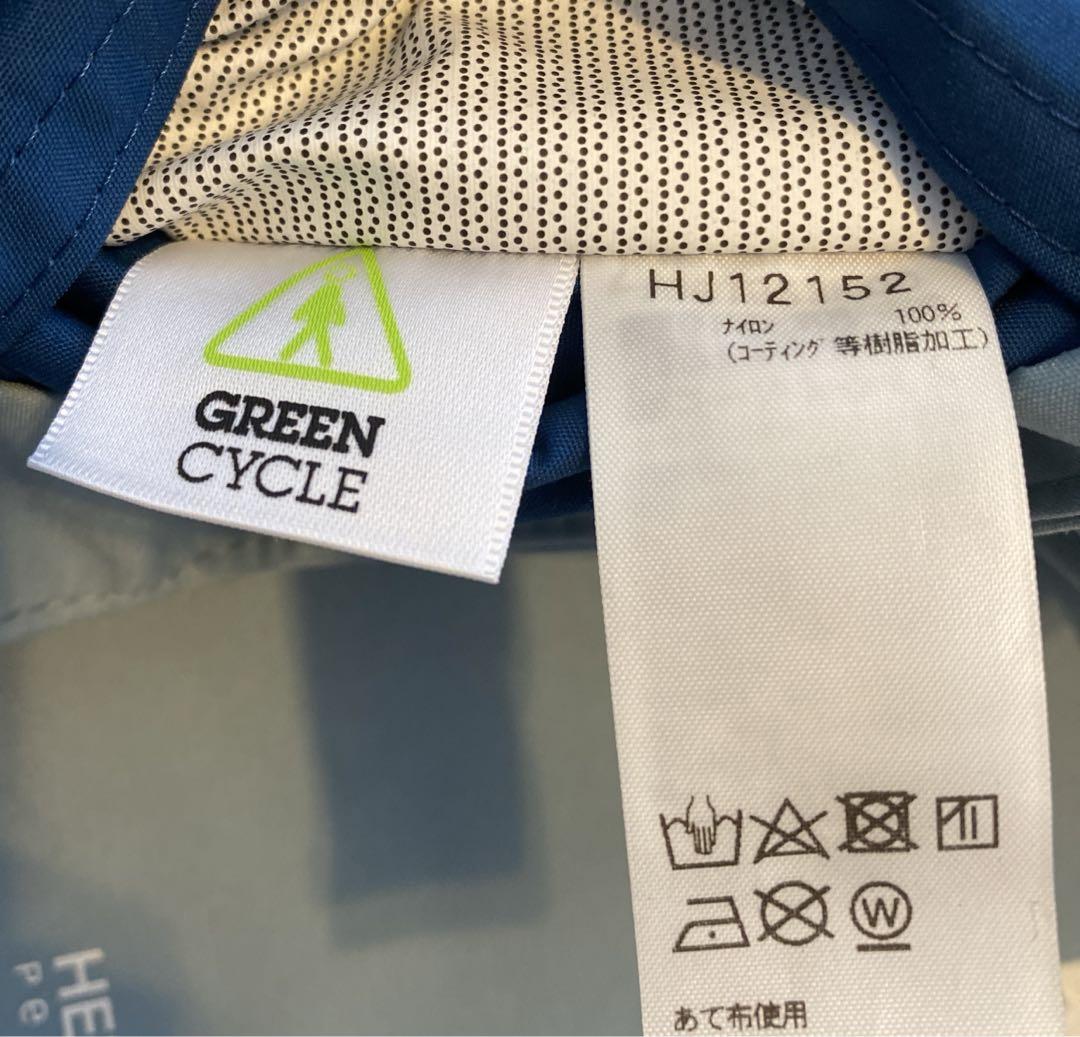 GREEN
CYCLE
HJ12152
ナイロン 100%
(コーティング 等樹脂加工)
W
あて布使用
HE
Pe